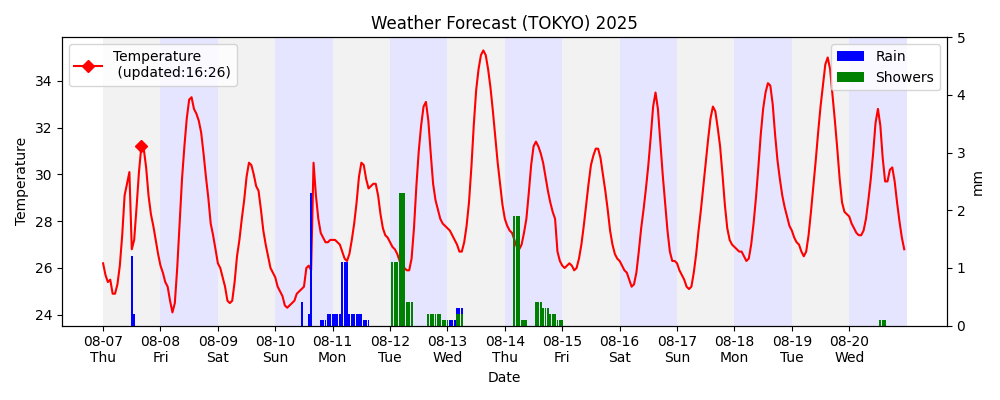 Weather Forecast (TOKYO) 2025
Temperature
(updated:16:26)
Rain
Showers
Temperature
34
32
30
28
26
24
5
4
3
2
1
0
mm
08-07 08-08 08-09 08-10 08-11 08-12 08-13 08-14 08-15 08-16 08-17 08-18 08-19 08-20
Thu Fri Sat Sun Mon Tue Wed Thu Fri Sat Sun Mon Tue Wed
Date